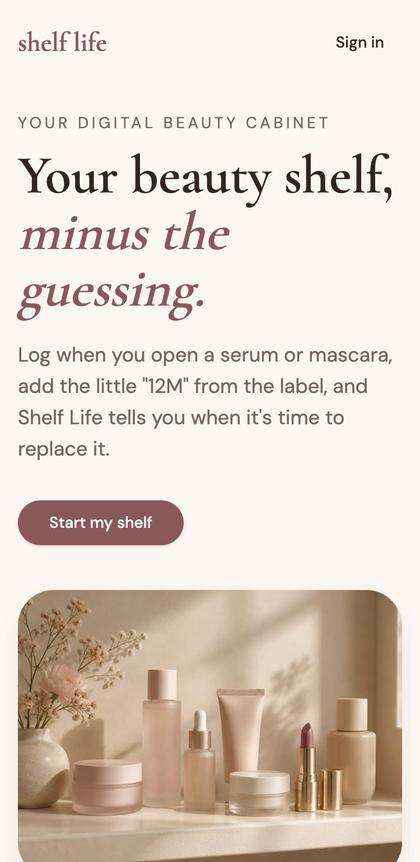 shelf life
Sign in
YOUR DIGITAL BEAUTY CABINET
Your beauty shelf,
minus the
guessing.
Log when you open a serum or mascara,
add the little "12M" from the label, and
Shelf Life tells you when it's time to
replace it.
Start my shelf